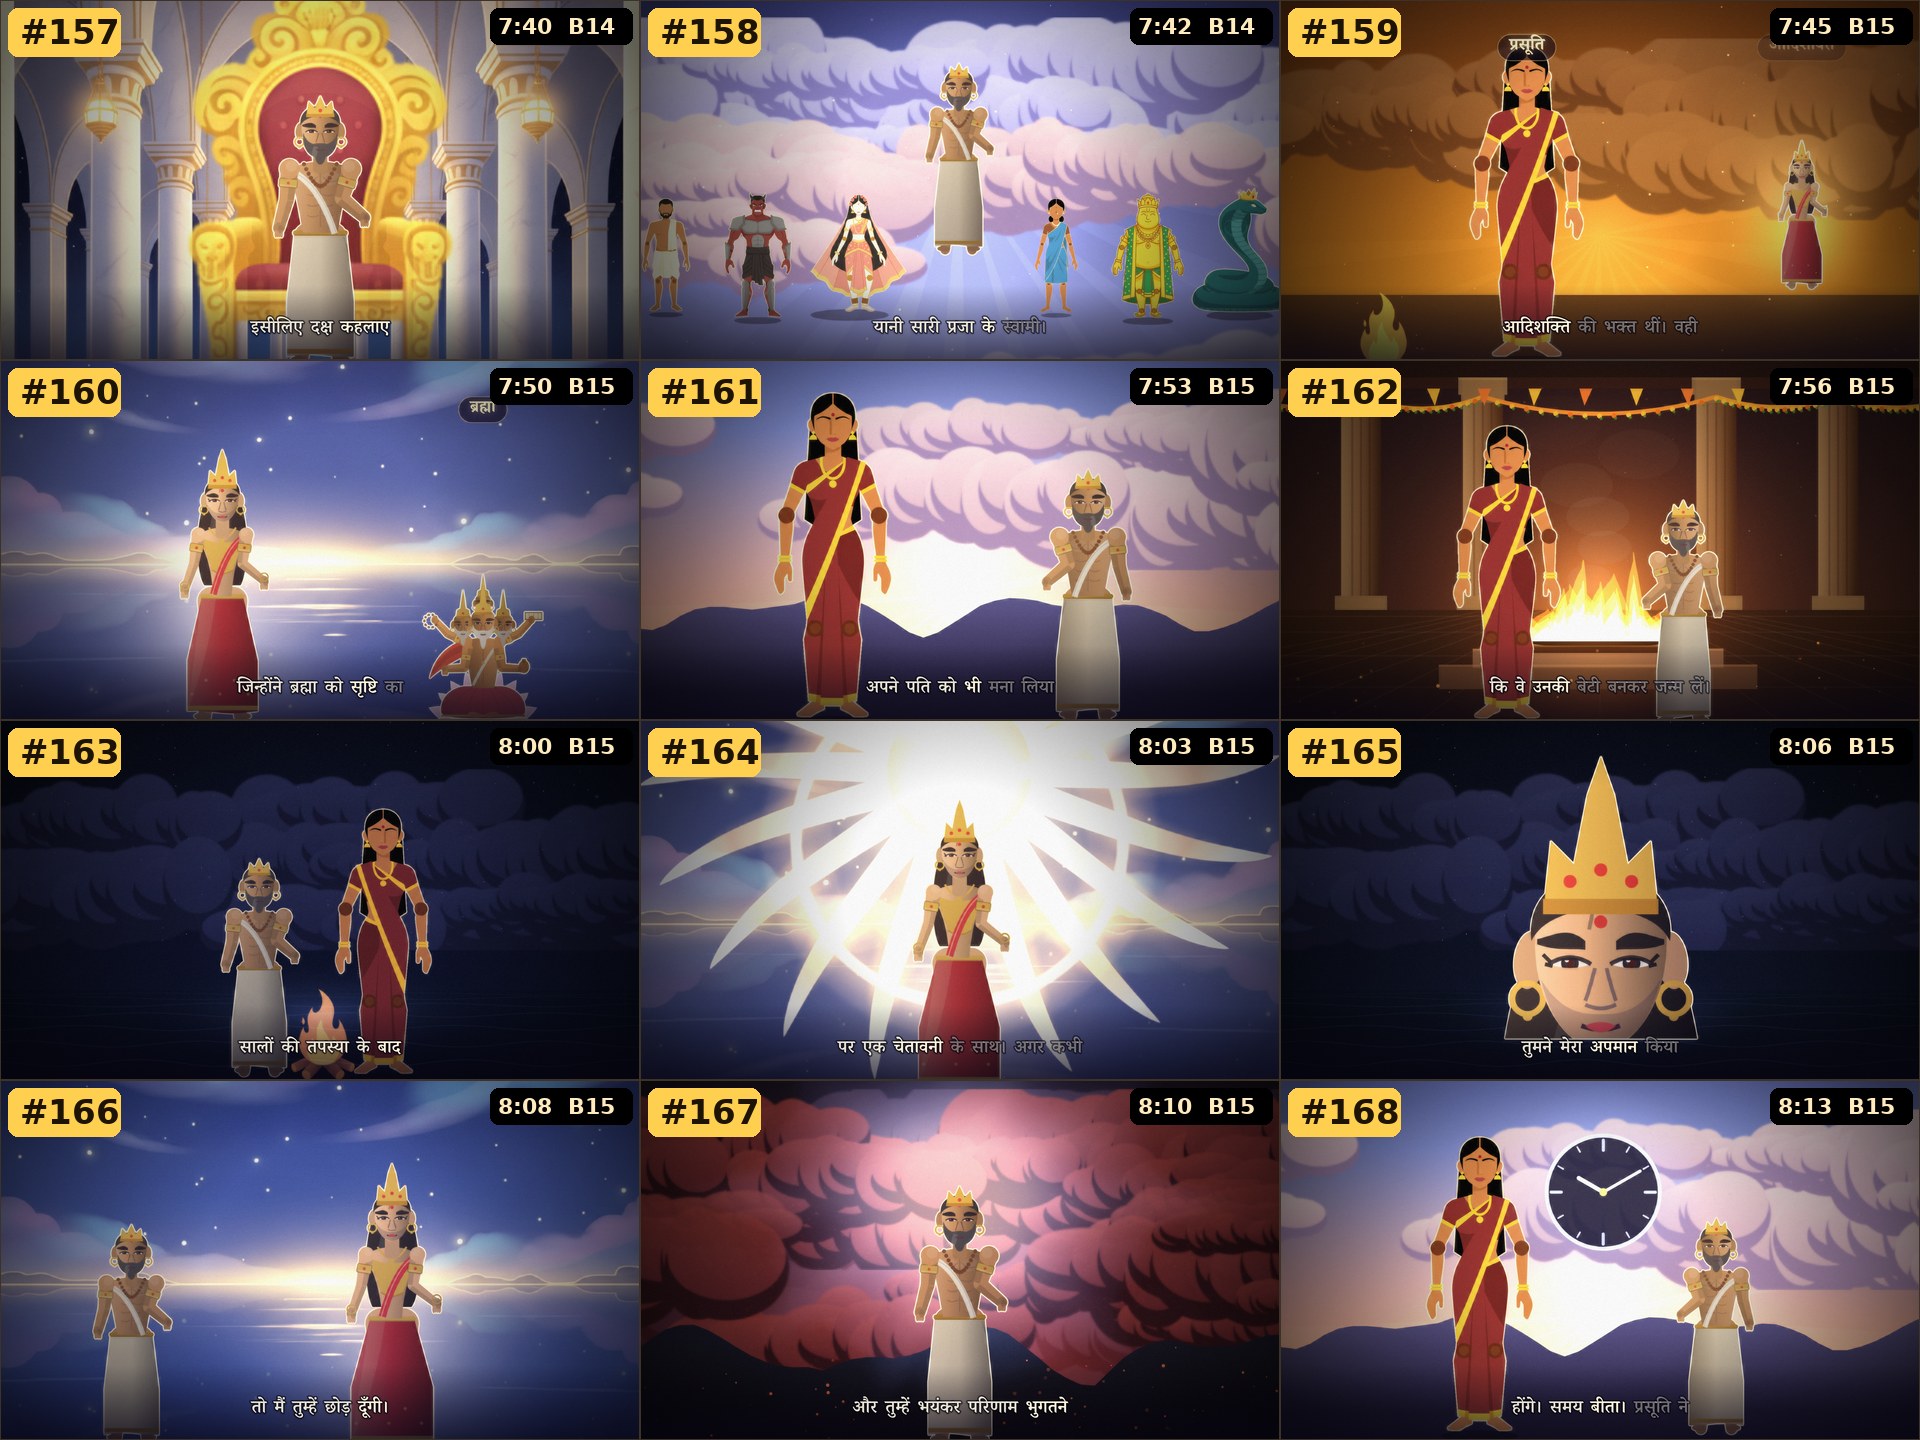 #157
7:40 B14
इसीलिए दक्ष कहलाए
#158
7:42 B14
यानी सारी प्रजा के स्वामी।
#159
7:45 B15
प्रसूति
आदिशक्ति की भक्त थीं। वही
#160
7:50 B15
ब्रह्मा
जिन्होंने ब्रह्मा को सृष्टि का
#161
7:53 B15
अपने पति को भी मना लिया
#162
7:56 B15
कि वे उनकी बेटी बनकर जन्म लें।
#163
8:00 B15
सालों की तपस्या के बाद
#164
8:03 B15
पर एक चेतावनी के साथ। अगर कभी
#165
8:06 B15
तुमने मेरा अपमान किया
#166
8:08 B15
तो मैं तुम्हें छोड़ दूँगी।
#167
8:10 B15
और तुम्हें भयंकर परिणाम भुगतने
#168
8:13 B15
होंगे। समय बीता। प्रसूति ने